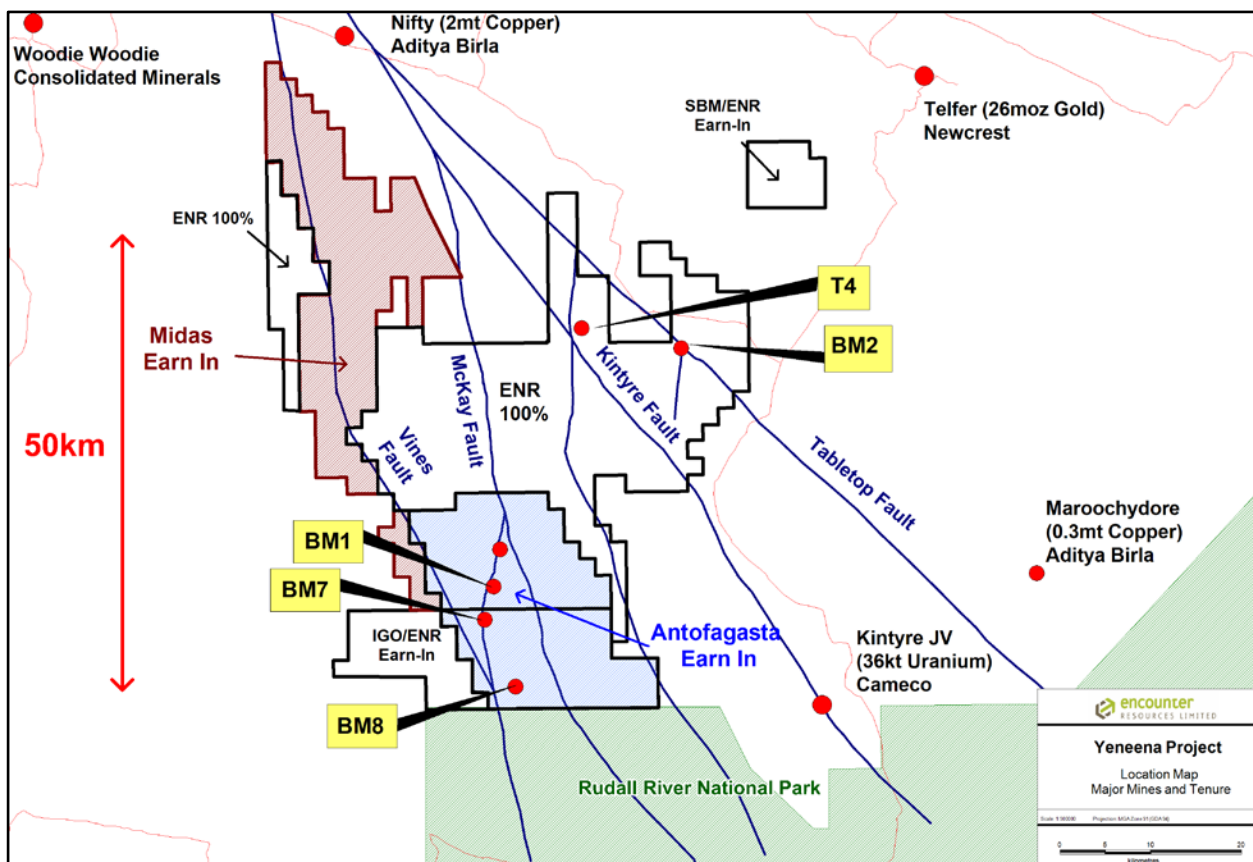 Woodie Woodie
Consolidated Minerals
Nifty (2mt Copper)
Aditya Birla
SBM/ENR
Earn-In
Telfer (26moz Gold)
Newcrest
ENR 100%
T4
Midas
Earn In
BM2
50km
McKay Fault
ENR
100%
Kintyre Fault
Vines
Fault
Tabletop Fault
Maroochydore
(0.3mt Copper)
Aditya Birla
BM1
BM7
IGO/ENR
Earn-In
Antofagasta
Earn In
Kintyre JV
(36kt Uranium)
Cameco
BM8
Rudall River National Park
encounter
RESOURCES LIMITED
Yeneena Project
Location Map
Major Mines and Tenure
0 5 10 20
kilometres